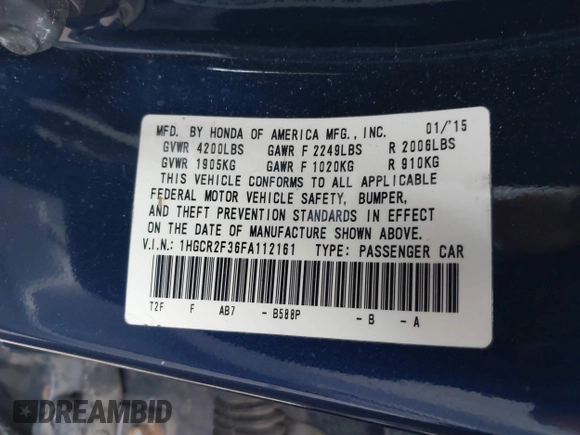 MFD. BY HONDA OF AMERICA MFG., INC. 01/'15
GVWR 4200LBS GAWR F 2249LBS R 2006LBS
GVWR 1905KG GAWR F 1020KG R 910KG
THIS VEHICLE CONFORMS TO ALL APPLICABLE
FEDERAL MOTOR VEHICLE SAFETY, BUMPER,
AND THEFT PREVENTION STANDARDS IN EFFECT
ON THE DATE OF MANUFACTURE SHOWN ABOVE.
V.I.N.: 1HGCR2F36FA112161 TYPE: PASSENGER CAR
T2F F AB7 - B588P - B - A
DREAMBID